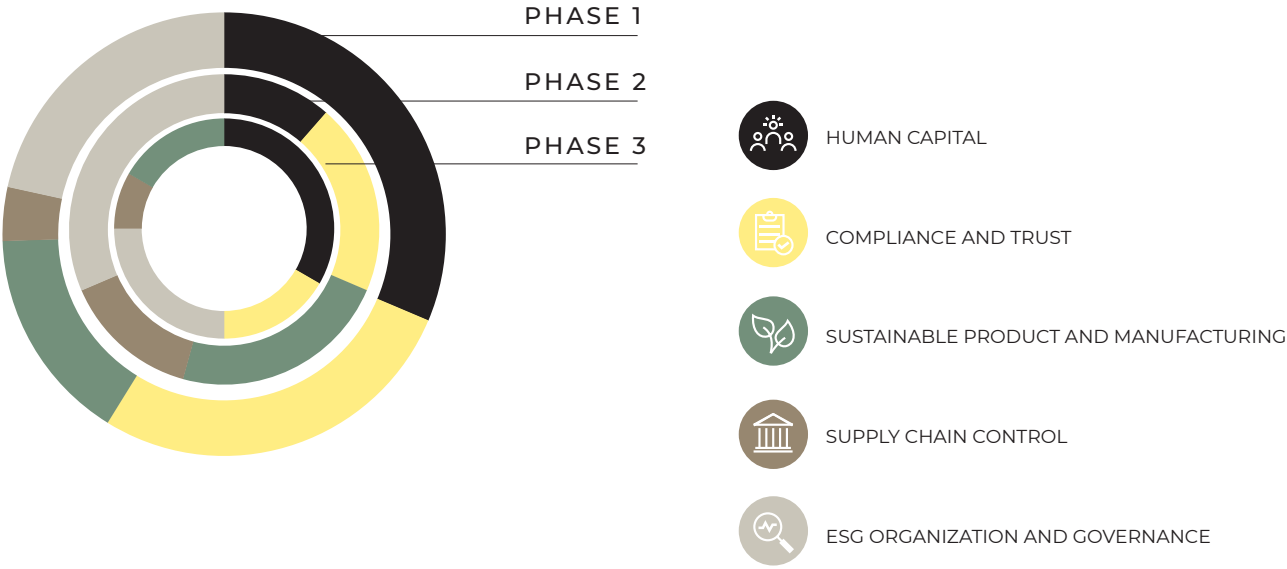 PHASE 1
PHASE 2
PHASE 3
HUMAN CAPITAL
COMPLIANCE AND TRUST
SUSTAINABLE PRODUCT AND MANUFACTURING
SUPPLY CHAIN CONTROL
ESG ORGANIZATION AND GOVERNANCE